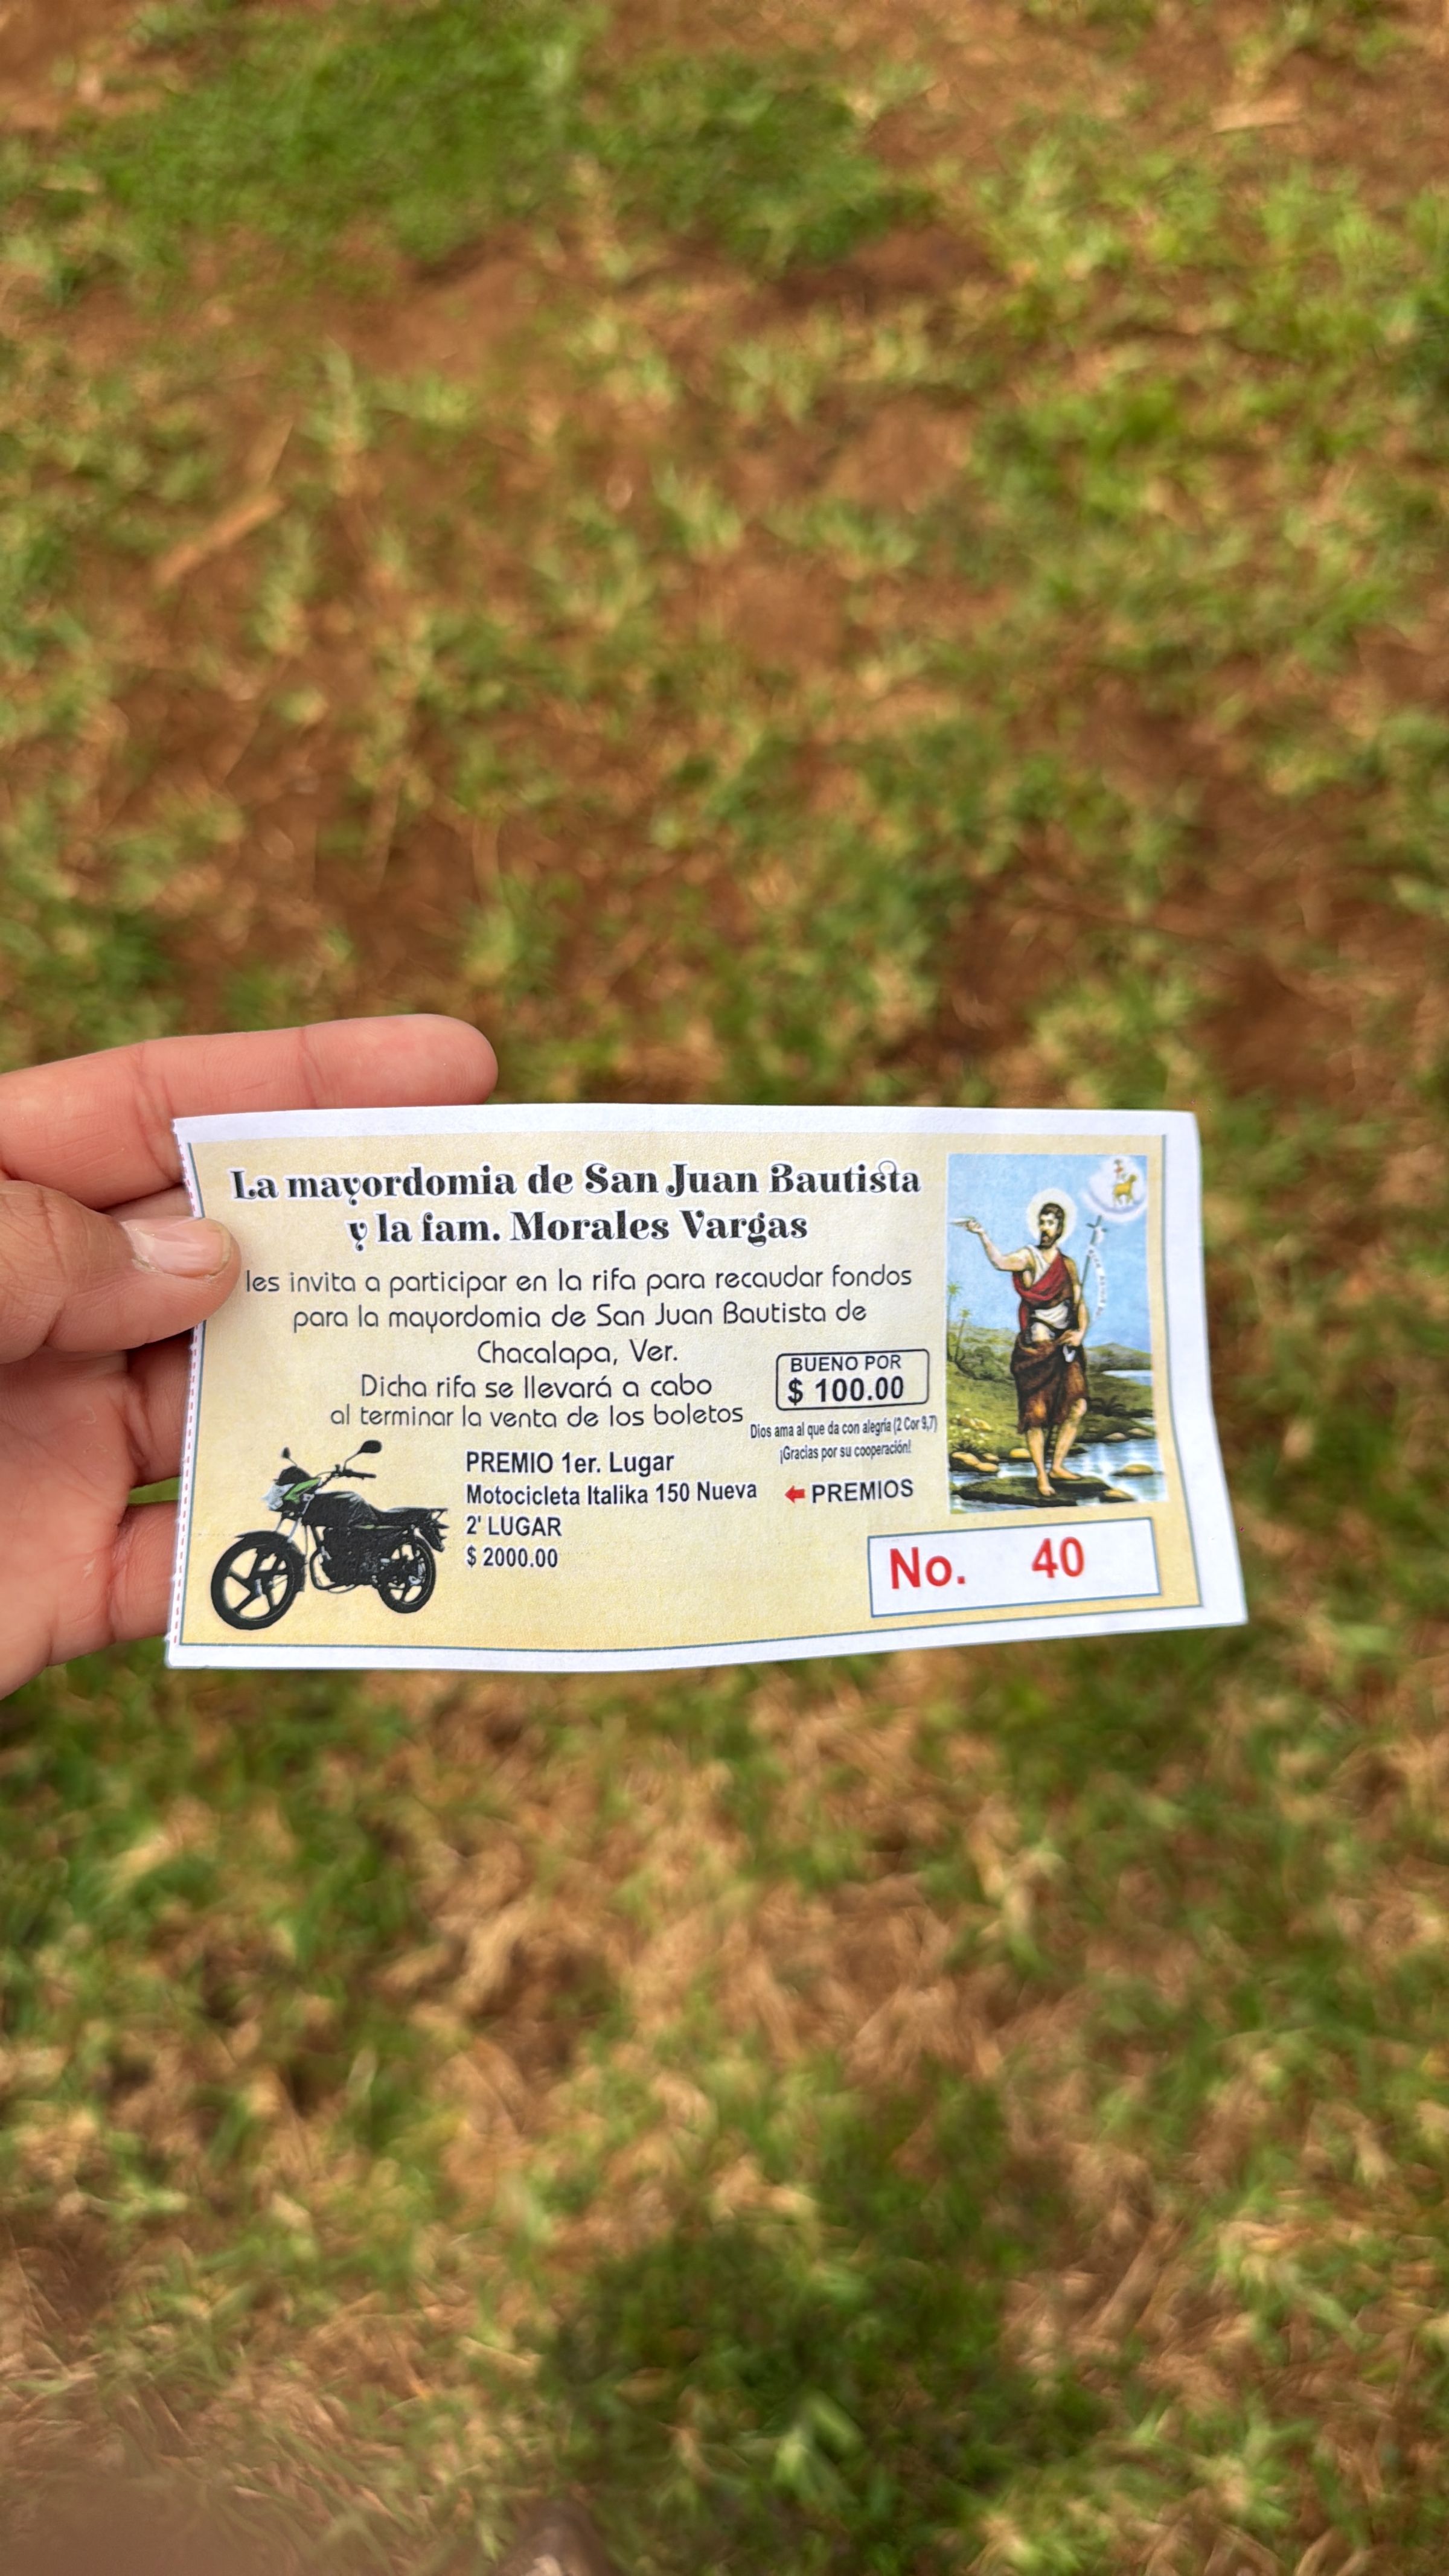 La mayordomia de San Juan Bautista
y la fam. Morales Vargas
les invita a participar en la rifa para recaudar fondos
para la mayordomia de San Juan Bautista de
Chacalapa, Ver.
Dicha rifa se llevará a cabo
al terminar la venta de los boletos
BUENO POR
$ 100.00
Dios ama al que da con alegría (2 Cor 9,7)
¡Gracias por su cooperación!
PREMIO 1er. Lugar
Motocicleta Italika 150 Nueva
PREMIOS
2' LUGAR
$ 2000.00
No. 40